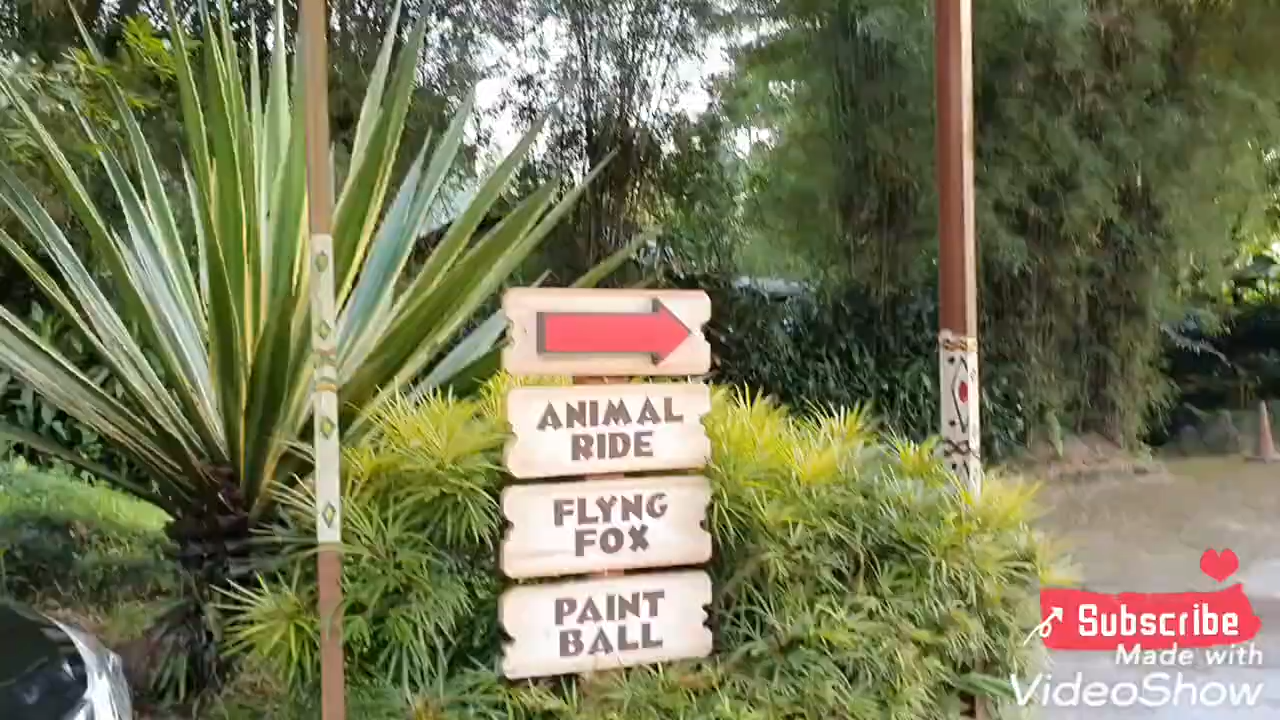 ANIMAL
RIDE
FLYNG
FOX
PAINT
BALL
Subscribe
Made with
VideoShow